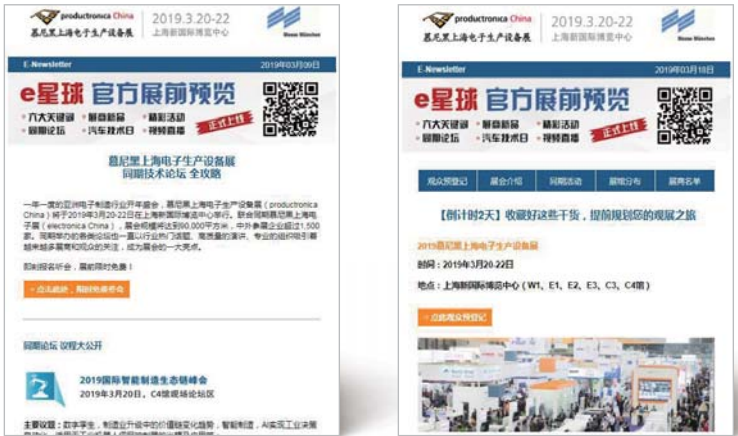 productronica China
慕尼黑上海电子生产设备展
2019.3.20-22
上海新国际博览中心
Messe München
E-Newsletter
2019年03月09日
e星球 官方展前预览
• 六大关键词 • 展商新品 • 精彩活动
• 同期论坛 • 汽车技术日 • 视频直播
正式上线
慕尼黑上海电子生产设备展
同期技术论坛 全攻略
一年一度的亚洲电子制造行业开年盛会,慕尼黑上海电子生产设备展(productronica
China)将于2019年3月20-22日在上海新国际博览中心举行。联合同期慕尼黑上海电
子展(electronica China),展会规模将达到90,000平方米,中外参展企业超过1,500
家。同期举办的各类论坛也一直以行业热门话题、高质量的演讲、专业的组织吸引着
越来越多展商和观众的关注,成为展会的一大亮点。
即刻报名听会,展前限时免费!
同期论坛 议程大公开
2019国际智能制造生态链峰会
2019年3月20日,C4馆现场论坛区
主要议题:数字孪生,制造业升级中的价值链变化趋势,智能制造,AI实现工业决策
productronica China
慕尼黑上海电子生产设备展
2019.3.20-22
上海新国际博览中心
Messe München
E-Newsletter
2019年03月18日
e星球 官方展前预览
• 六大关键词 • 展商新品 • 精彩活动
• 同期论坛 • 汽车技术日 • 视频直播
正式上线
观众预登记 展会介绍 同期活动 展馆分布 展商名单
【倒计时2天】收藏好这些干货,提前规划您的观展之旅
2019慕尼黑上海电子生产设备展
时间:2019年3月20-22日
地点:上海新国际博览中心(W1、E1、E2、E3、C3、C4馆)
» 点此观众预登记